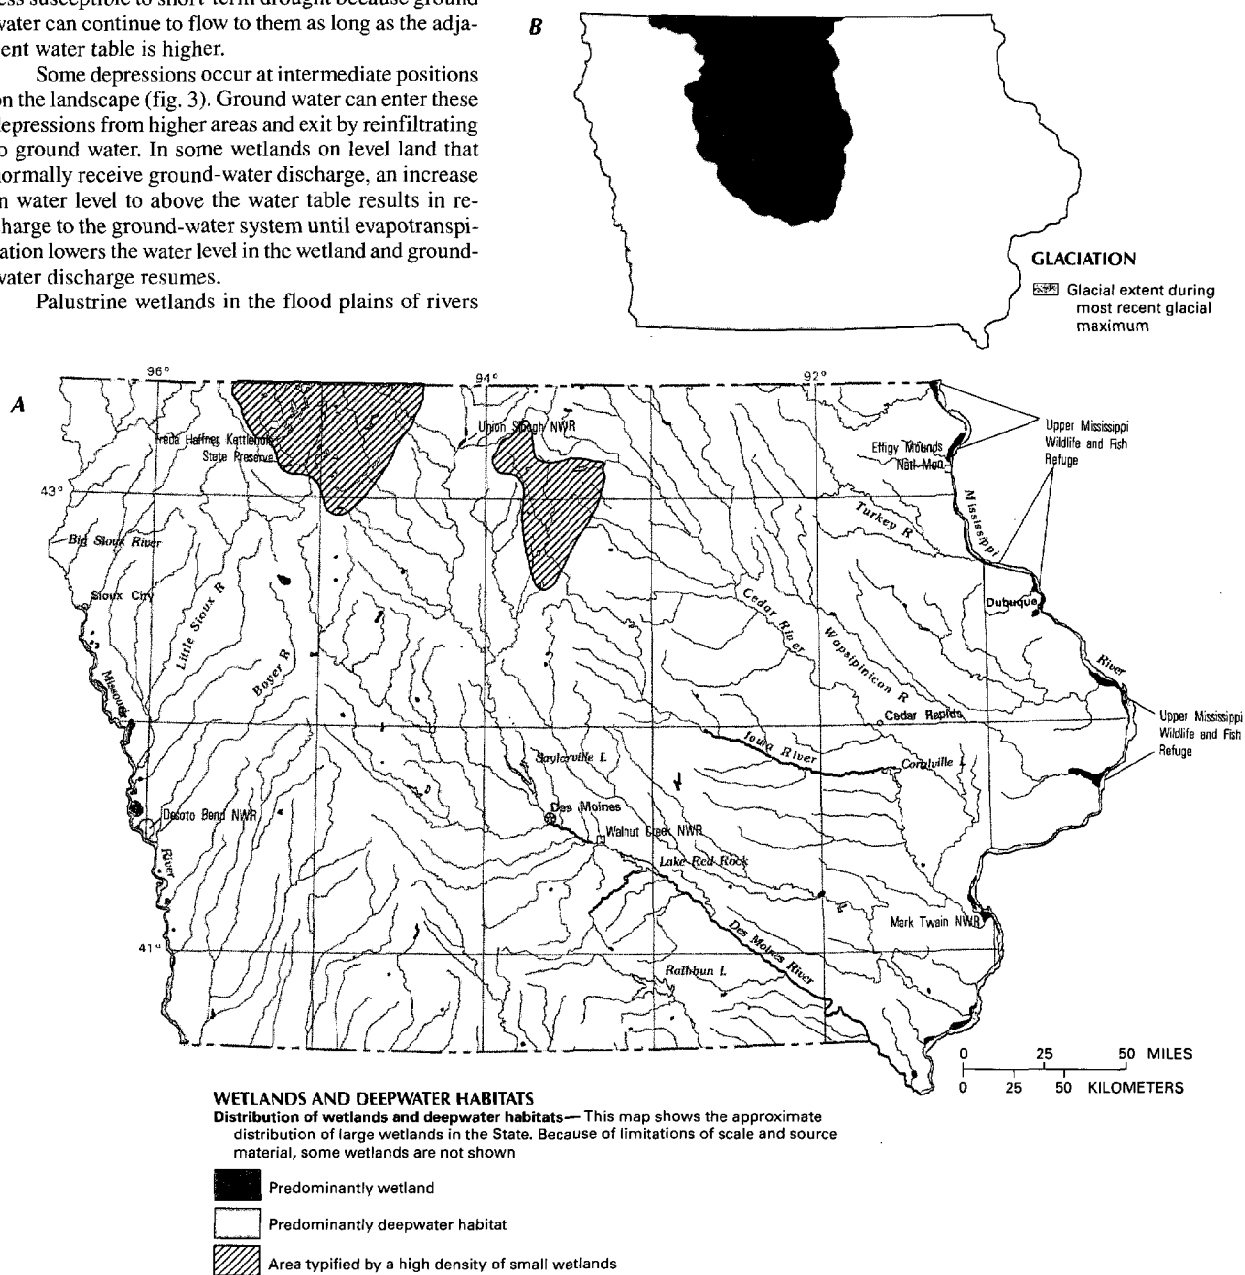 ess susceptible to short-term drought because ground
vater can continue to flow to them as long as the adja-
ent water table is higher.
Some depressions occur at intermediate positions
on the landscape (fig. 3). Ground water can enter these
lepressions from higher areas and exit by reinfiltrating
o ground water. In some wetlands on level land that
normally receive ground-water discharge, an increase
n water level to above the water table results in re-
harge to the ground-water system until evapotranspi-
ation lowers the water level in the wetland and ground-
vater discharge resumes.
Palustrine wetlands in the flood plains of rivers
B
GLACIATION
Glacial extent during
most recent glacial
maximum
A
96°
94°
92°
Freda Haffner Kettlehole
State Preserve
Union Slough NWR
Effigy Mounds
Natl Mon
Upper Mississippi
Wildlife and Fish
Refuge
43°
Mississippi
Turkey R
Big Sioux River
Sioux City
Little Sioux R
Boyer R
Cedar River
Wapsipinicon R
Dubuque
River
Missouri
Cedar Rapids
Upper Mississippi
Wildlife and Fish
Refuge
Iowa River
Coralville L
Saylorville L
Des Moines
Desoto Bend NWR
Walnut Creek NWR
River
Lake Red Rock
Mark Twain NWR
Des Moines River
41°
Rathbun L
0 25 50 MILES
0 25 50 KILOMETERS
WETLANDS AND DEEPWATER HABITATS
Distribution of wetlands and deepwater habitats—This map shows the approximate
distribution of large wetlands in the State. Because of limitations of scale and source
material, some wetlands are not shown
Predominantly wetland
Predominantly deepwater habitat
Area typified by a high density of small wetlands